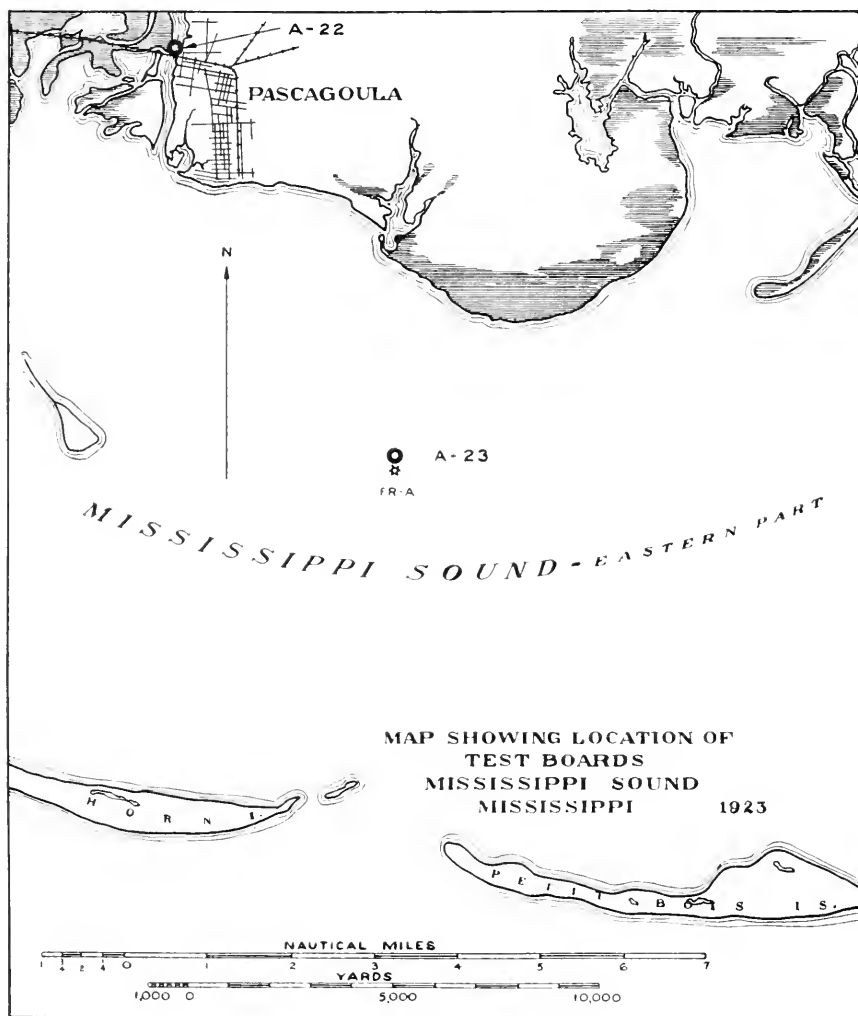 A-22
PASCAGOULA
N
A-23
FR-A
MISSISSIPPI SOUND - EASTERN PART
MAP SHOWING LOCATION OF
TEST BOARDS
MISSISSIPPI SOUND
MISSISSIPPI 1923
HORN I.
PETIT BOIS IS.
NAUTICAL MILES
1 0 1 2 3 4 5 6 7
YARDS
1,000 0 5,000 10,000